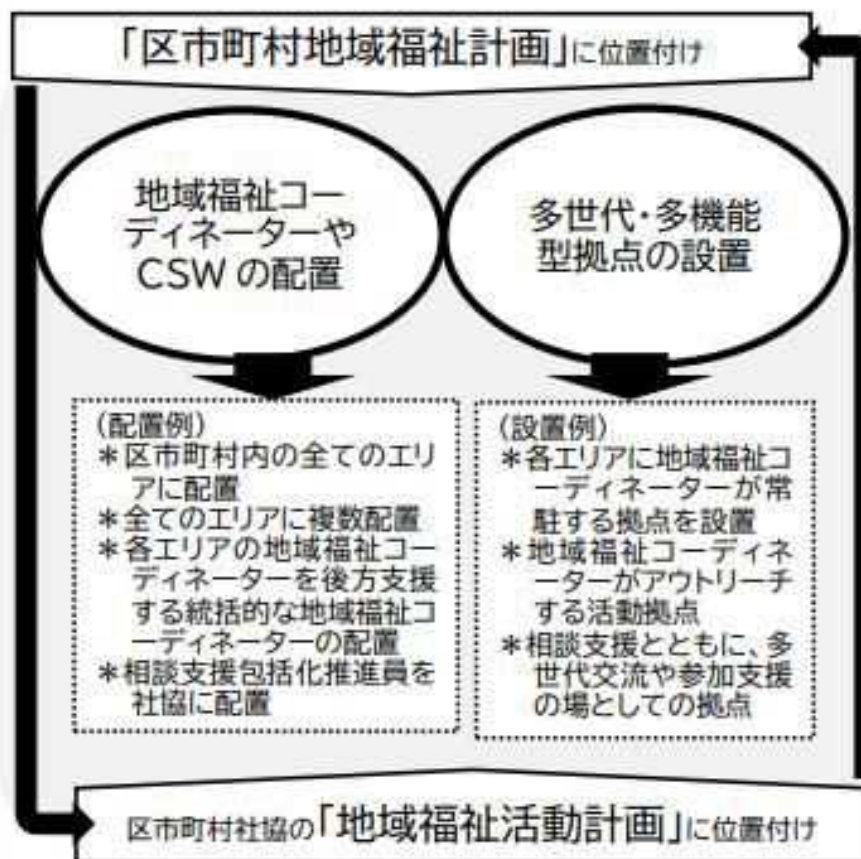 「区市町村地域福祉計画」に位置付け
地域福祉コー
ディネーターや
CSW の配置
多世代・多機能
型拠点の設置
(配置例)
＊区市町村内の全てのエリ
アに配置
＊全てのエリアに複数配置
＊各エリアの地域福祉コー
ディネーターを後方支援
する統括的な地域福祉コ
ーディネーターの配置
＊相談支援包括化推進員を
社協に配置
(設置例)
＊各エリアに地域福祉コ
ーディネーターが常
駐する拠点を設置
＊地域福祉コーディネ
ーターがアウトリーチ
する活動拠点
＊相談支援とともに、多
世代交流や参加支援
の場としての拠点
区市町村社協の「地域福祉活動計画」に位置付け